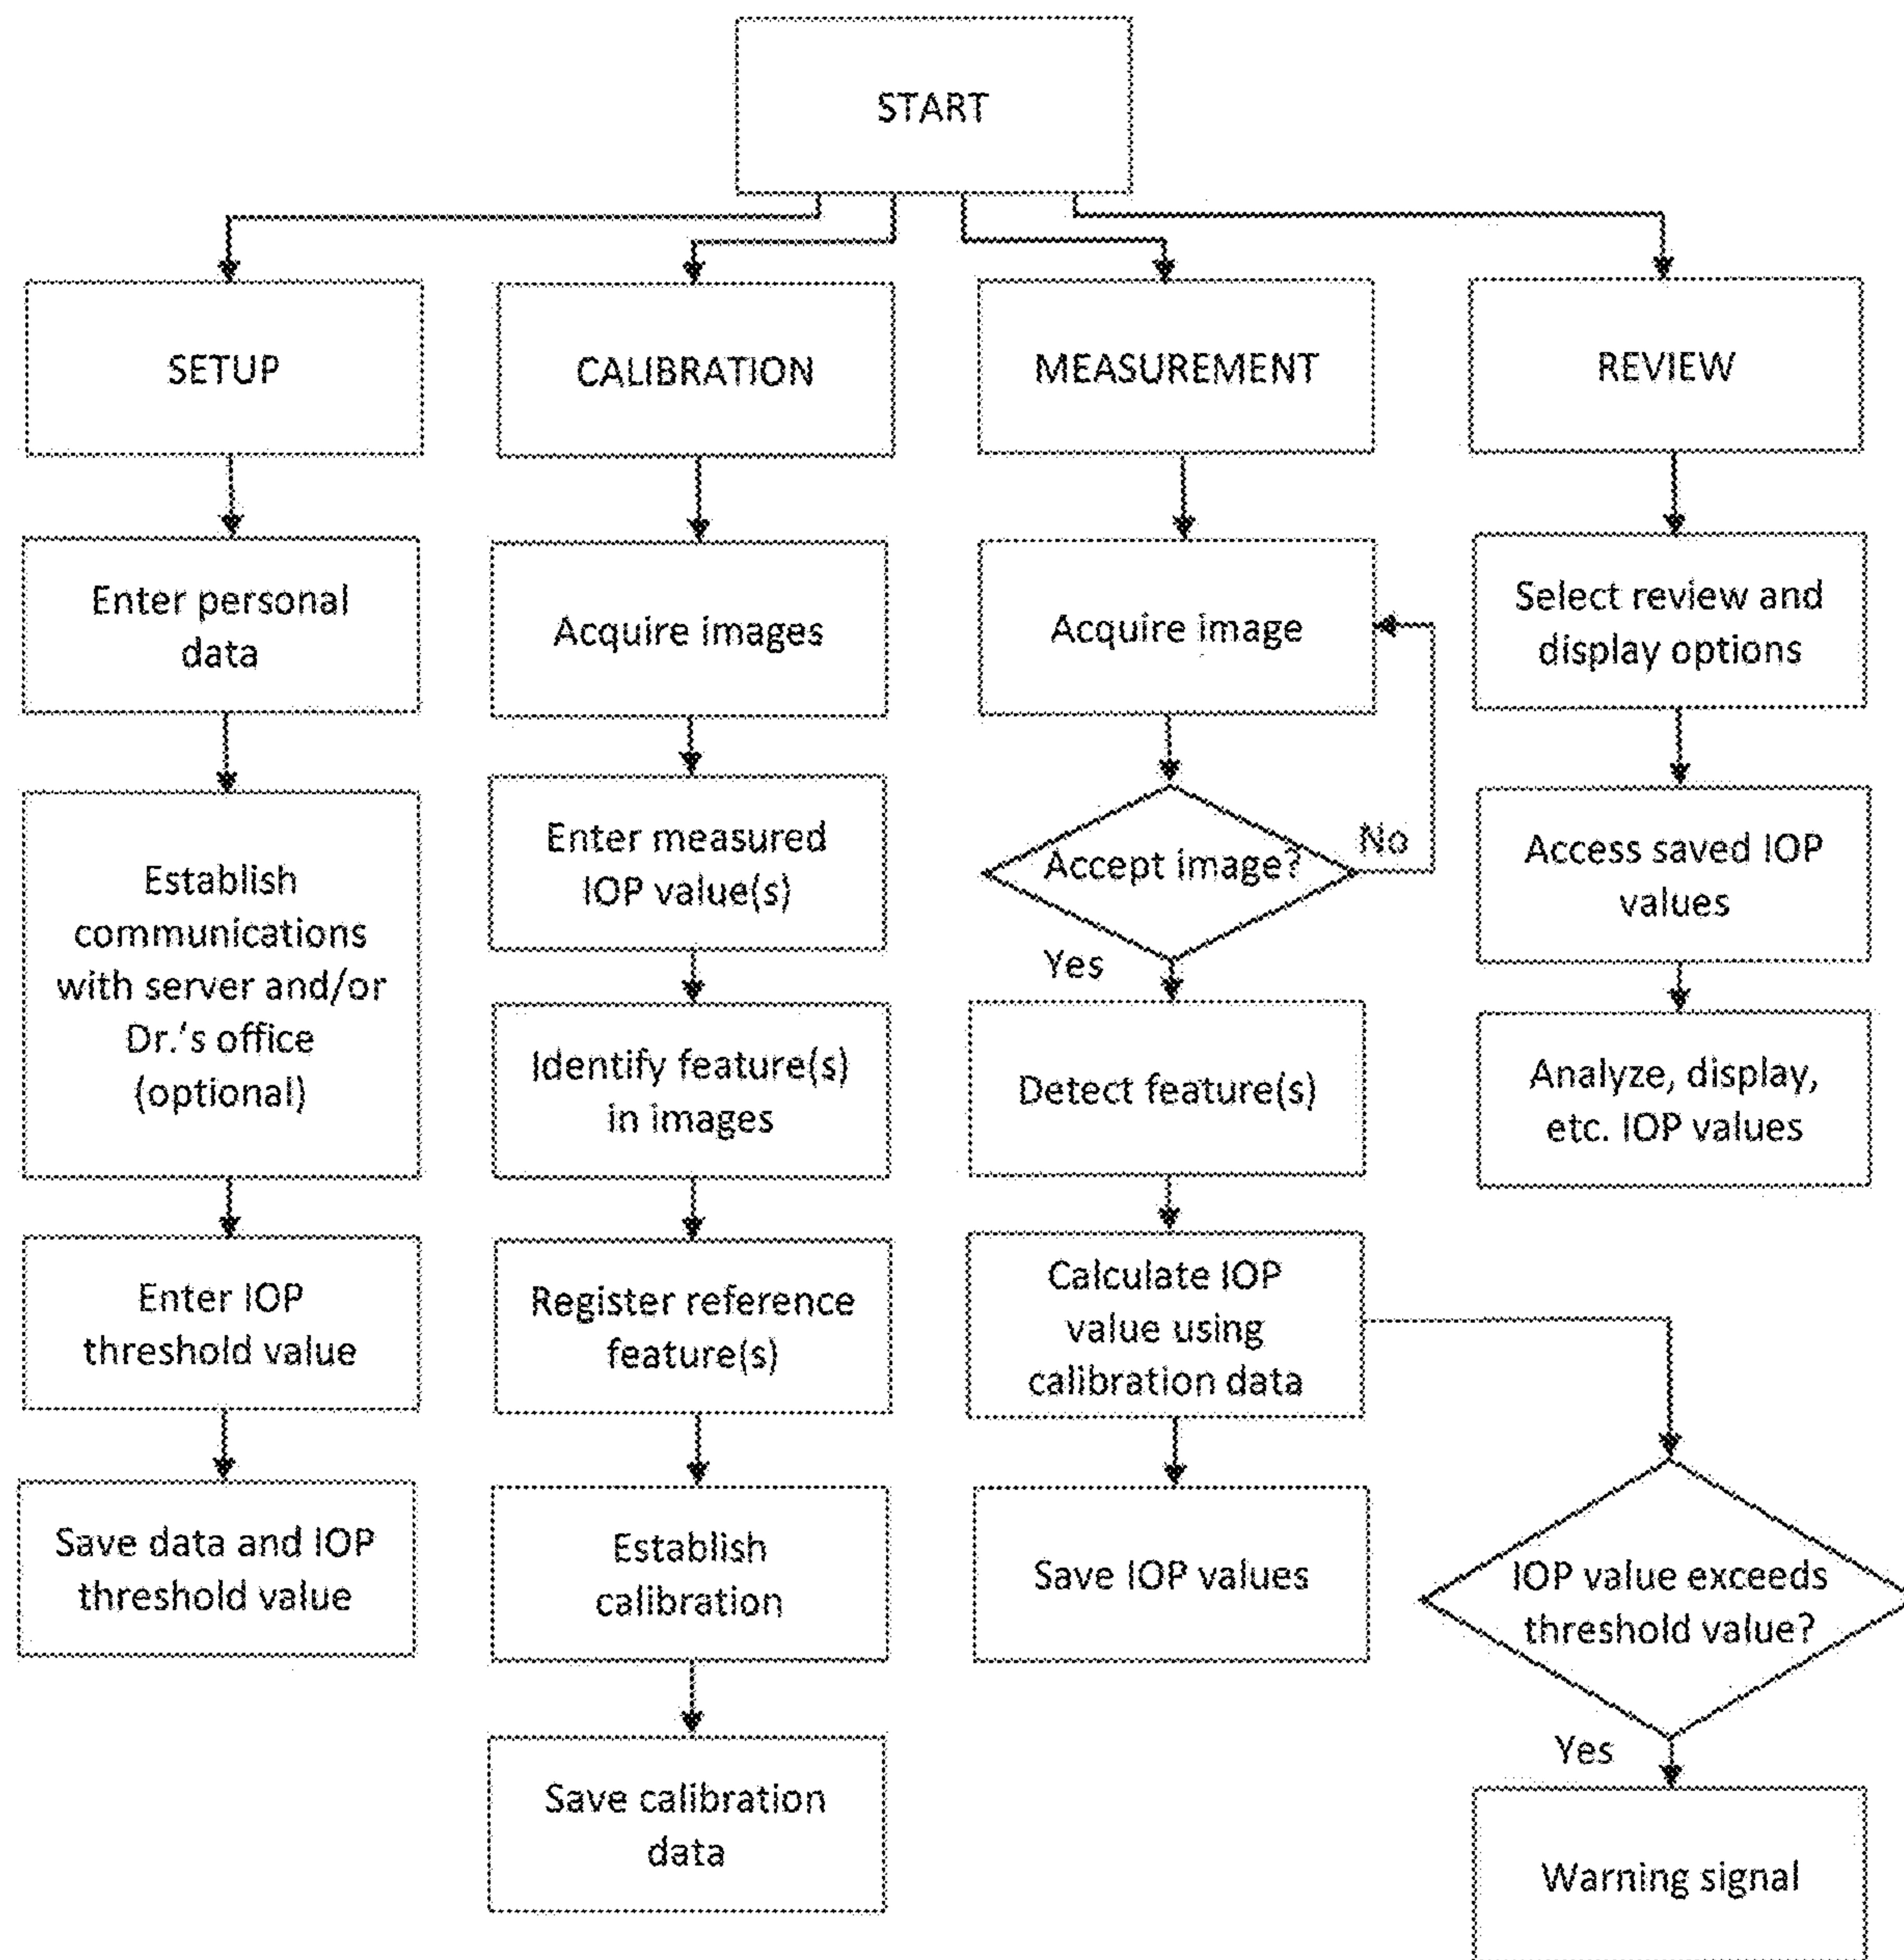 START
SETUP
CALIBRATION
MEASUREMENT
REVIEW
Enter personal
data
Establish
communications
with server and/or
Dr.'s office
(optional)
Enter IOP
threshold value
Save data and IOP
threshold value
Acquire images
Enter measured
IOP value(s)
Identify feature(s)
in images
Register reference
feature(s)
Establish
calibration
Save calibration
data
Acquire image
Accept image?
No
Yes
Detect feature(s)
Calculate IOP
value using
calibration data
Save IOP values
Select review and
display options
Access saved IOP
values
Analyze, display,
etc. IOP values
IOP value exceeds
threshold value?
Yes
Warning signal